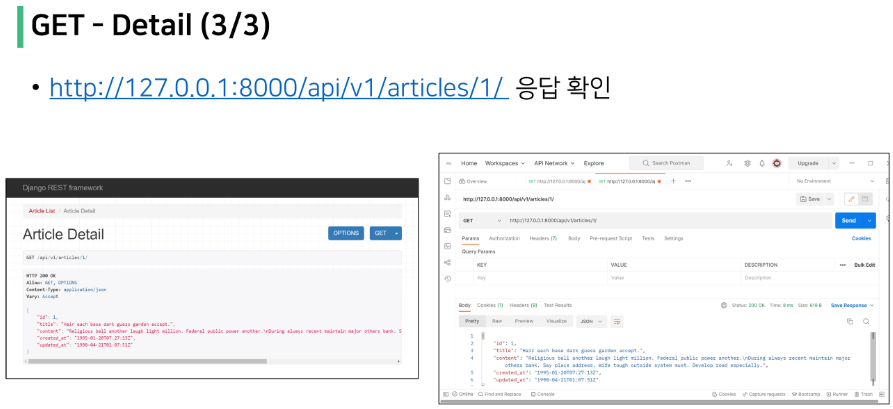 GET - Detail (3/3)
• http://127.0.0.1:8000/api/v1/articles/1/ 응답 확인
Django REST framework
Article List / Article Detail
Article Detail
OPTIONS
GET
GET /api/v1/articles/1/
HTTP 200 OK
Allow: GET, OPTIONS
Content-Type: application/json
Vary: Accept
{
"id": 1,
"title": "Hair each base dark guess garden accept.",
"content": "Religious ball another laugh light million. Federal public power another.\nDuring always recent maintain major others bank. S
"created_at": "1995-01-20T07:27:13Z",
"updated_at": "1990-04-21T01:07:51Z"
}
Home Workspaces API Network Explore
Search Postman
Upgrade
Overview
GET http://127.0.0.1:8000/a
GET http://127.0.0.1:8000/a
No Environment
http://127.0.0.1:8000/api/v1/articles/1/
Save
GET
http://127.0.0.1:8000/api/v1/articles/1/
Send
Params Authorization Headers (7) Body Pre-request Script Tests Settings
Cookies
Query Params
KEY VALUE DESCRIPTION Bulk Edit
Key Value Description
Body Cookies (1) Headers (9) Test Results
Status: 200 OK Time: 8 ms Size: 619 B Save Response
Pretty Raw Preview Visualize JSON
1 {
2 "id": 1,
3 "title": "Hair each base dark guess garden accept.",
4 "content": "Religious ball another laugh light million. Federal public power another.\nDuring always recent maintain major
others bank. Say place address. Wife tough outside system must. Develop road especially.",
5 "created_at": "1995-01-20T07:27:13Z",
6 "updated_at": "1990-04-21T01:07:51Z"
Online Find and Replace Console
Cookies Capture requests Bootcamp Runner Trash